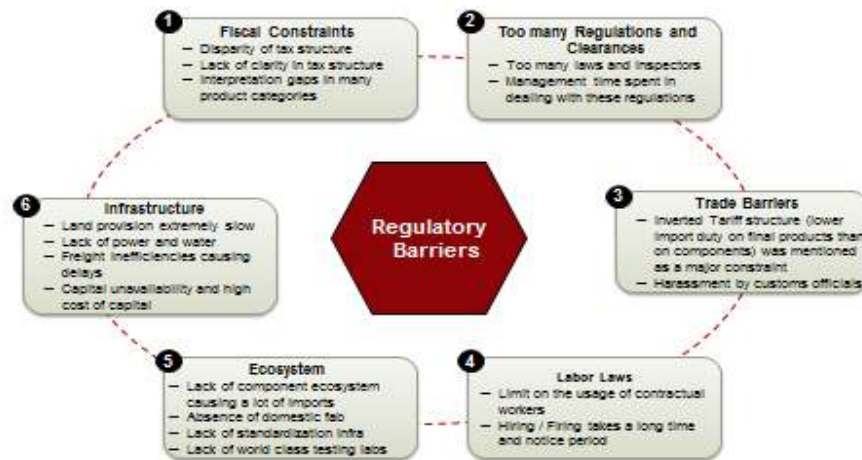 1
Fiscal Constraints
– Disparity of tax structure
– Lack of clarity in tax structure
– Interpretation gaps in many
product categories
2
Too many Regulations and
Clearances
– Too many laws and inspectors
– Management time spent in
dealing with these regulations
3
Trade Barriers
– Inverted Tariff structure (lower
import duty on final products than
on components) was mentioned
as a major constraint
– Harassment by customs officials
4
Labor Laws
– Limit on the usage of contractual
workers
– Hiring / Firing takes a long time
and notice period
5
Ecosystem
– Lack of component ecosystem
causing a lot of imports
– Absence of domestic fab
– Lack of standardization infra
– Lack of world class testing labs
6
Infrastructure
– Land provision extremely slow
– Lack of power and water
– Freight inefficiencies causing
delays
– Capital unavailability and high
cost of capital
Regulatory
Barriers